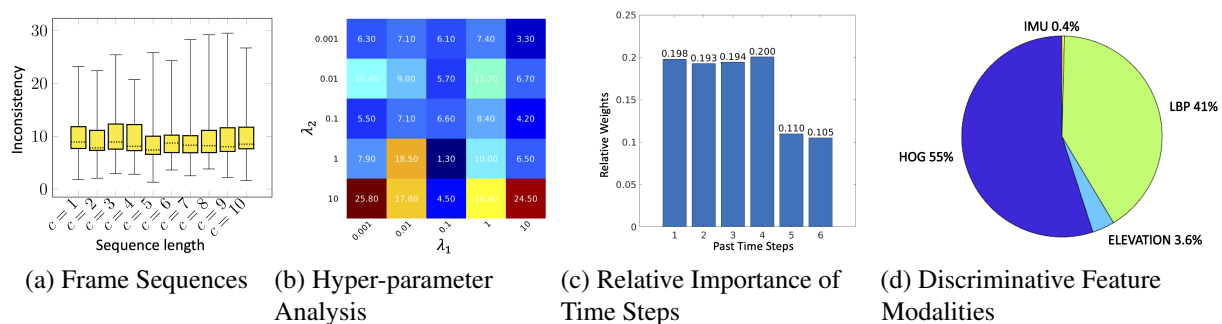 Inconsistency
30
20
10
0
c = 1
c = 2
c = 3
c = 4
c = 5
c = 6
c = 7
c = 8
c = 9
c = 10
Sequence length
(a) Frame Sequences
λ2
0.001 6.30 7.10 6.10 7.40 3.30
0.01 10.40 9.00 5.70 11.70 6.70
0.1 5.50 7.10 6.60 8.40 4.20
1 7.90 18.50 1.30 10.00 6.50
10 25.80 17.80 4.50 24.50
0.001 0.01 0.1 1 10
λ1
(b) Hyper-parameter
Analysis
Relative Weights
0.25
0.2
0.15
0.1
0.05
0
0.198 0.193 0.194 0.200 0.110 0.105
1 2 3 4 5 6
Past Time Steps
(c) Relative Importance of
Time Steps
IMU 0.4%
LBP 41%
HOG 55%
ELEVATION 3.6%
(d) Discriminative Feature
Modalities